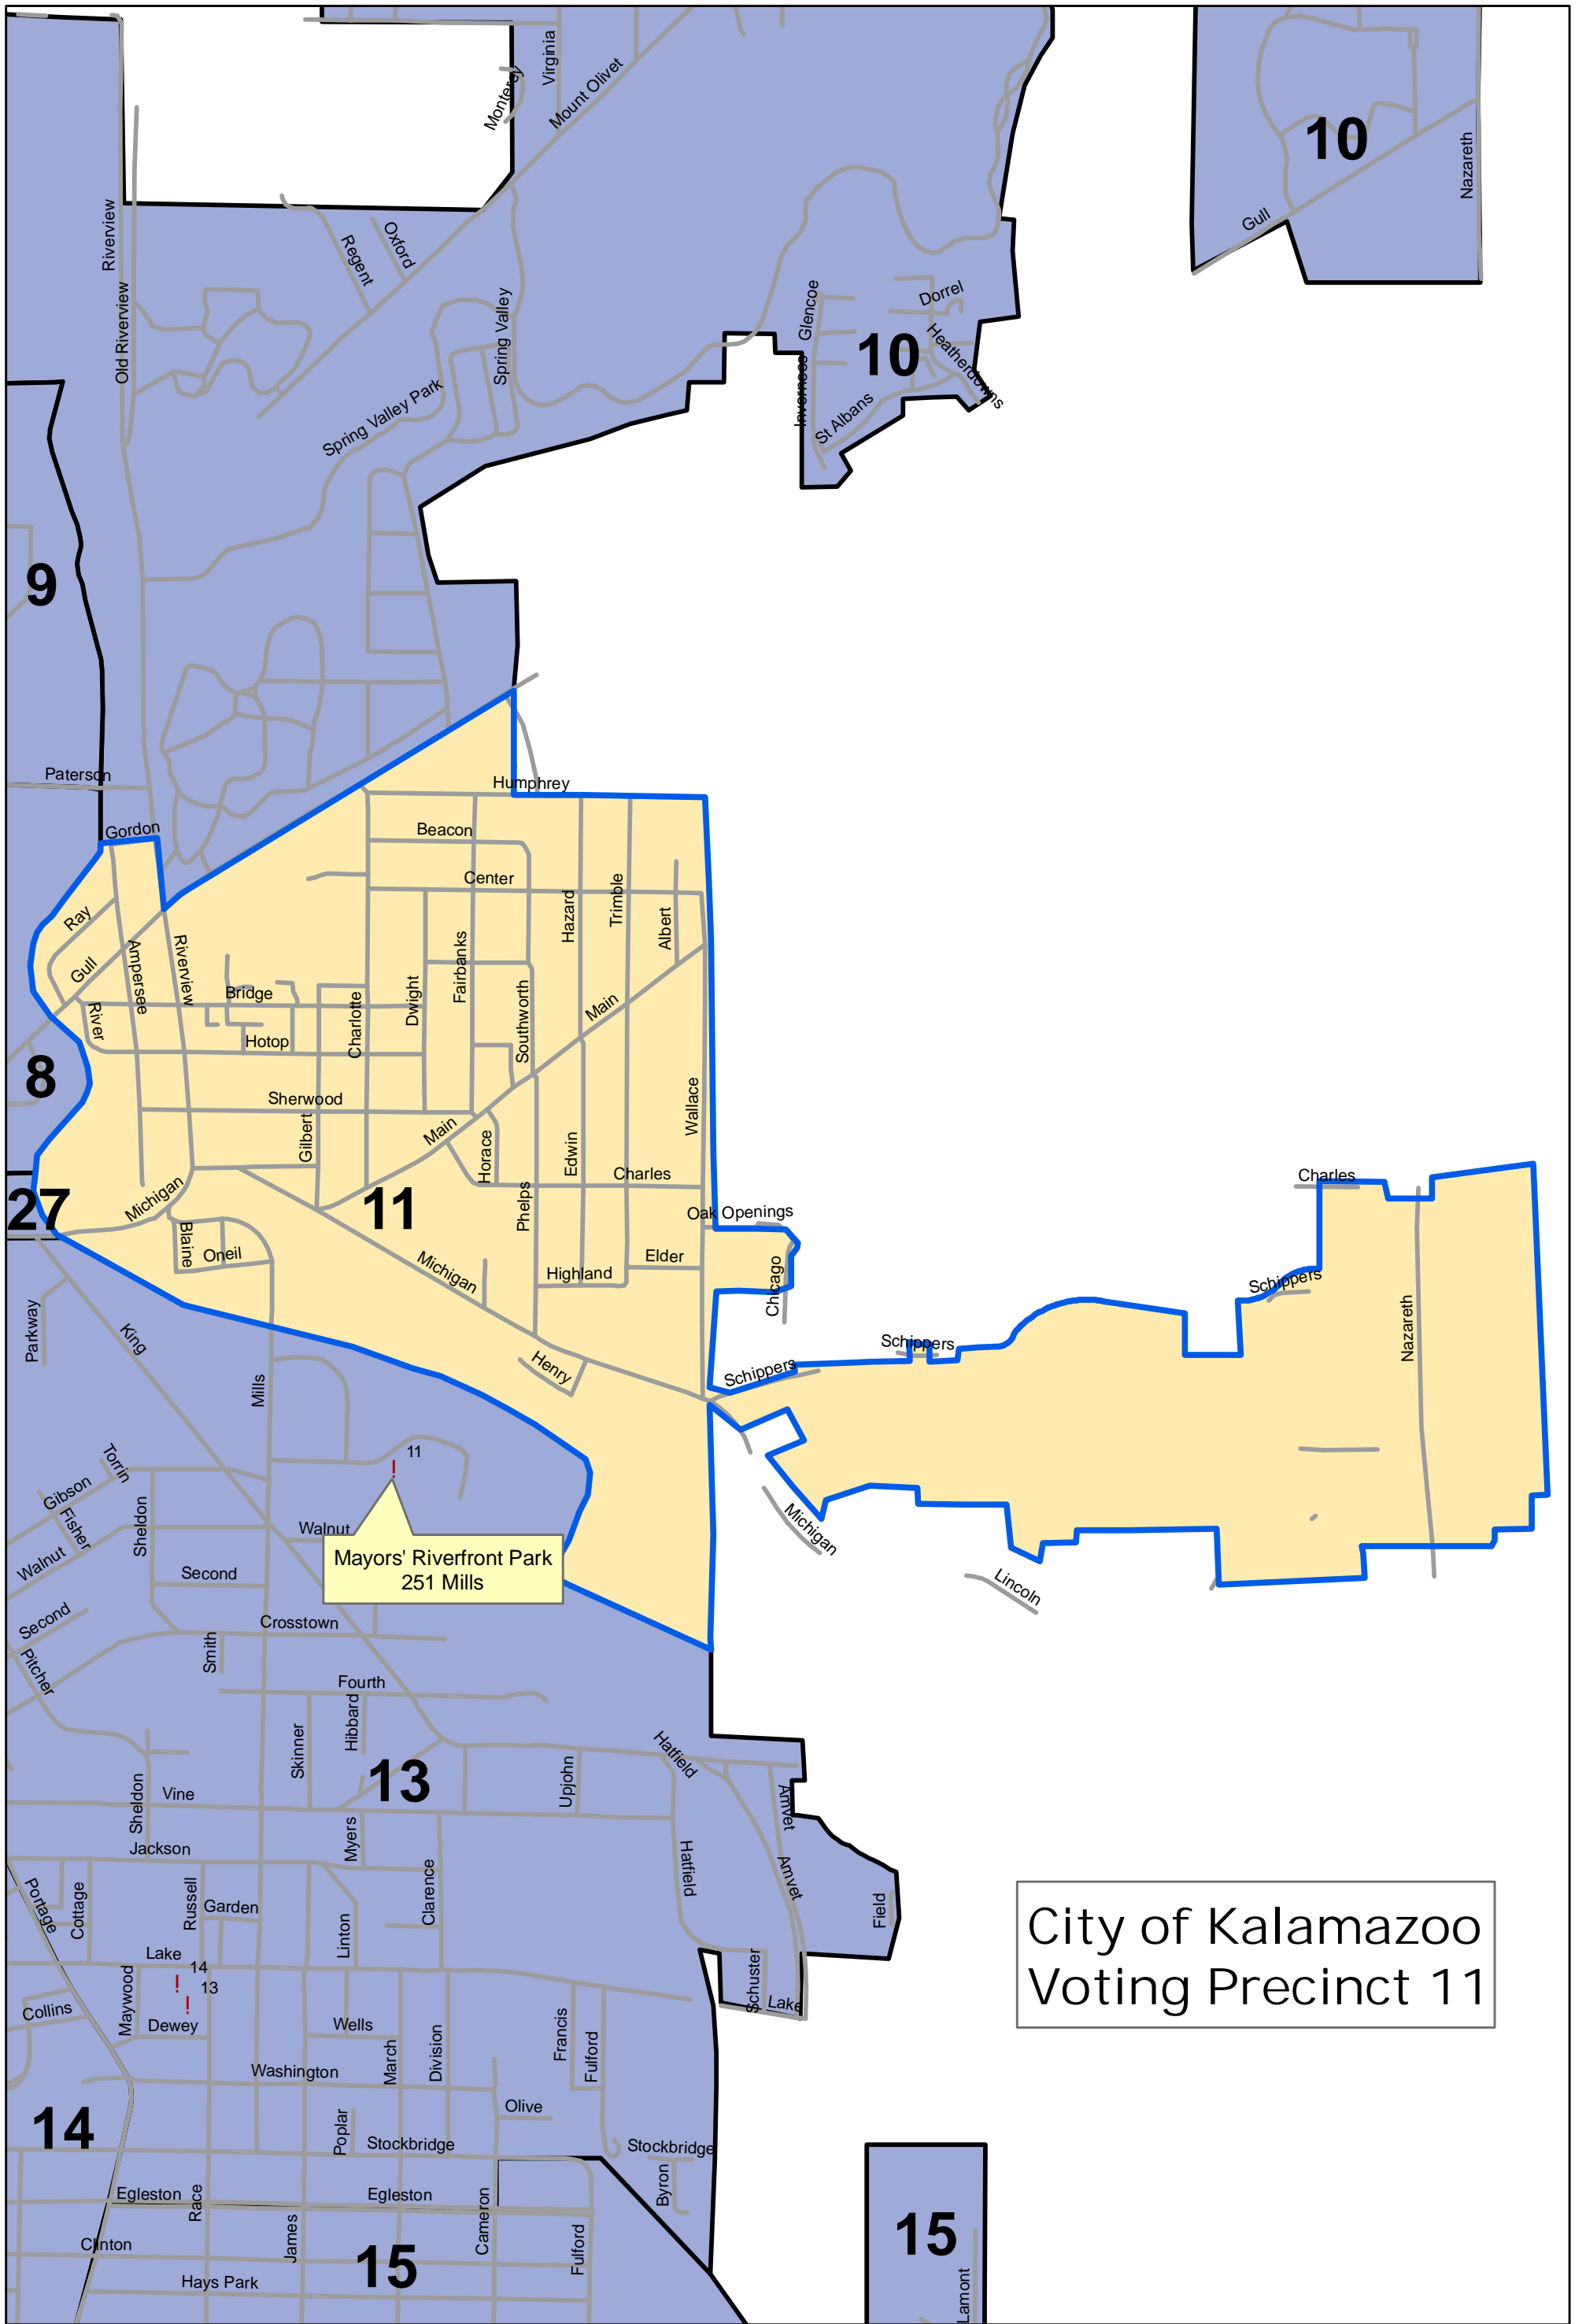 Virginia
Monterey
Mount Olivet
10
Nazareth
Gull
Riverview
Regent
Oxford
Old Riverview
Spring Valley
Glencoe
Dorrel
10
Heatherdowns
Inverness
St Albans
Spring Valley Park
9
Paterson
Humphrey
Gordon
Beacon
Center
Ray
Hazard
Trimble
Albert
Gull
Ampersee
Riverview
Fairbanks
Bridge
Dwight
Charlotte
Southworth
Main
River
Hotop
8
Sherwood
Gilbert
Main
Wallace
Horace
Edwin
Charles
Charles
27
Michigan
11
Phelps
Oak Openings
Blaine
Oneil
Michigan
Highland
Elder
Chicago
Schippers
Nazareth
Parkway
King
Henry
Schippers
Schippers
Mills
11
Torrin
Gibson
Fisher
Sheldon
Walnut
Walnut
Michigan
Mayors' Riverfront Park
251 Mills
Second
Lincoln
Second
Crosstown
Smith
Pitcher
Fourth
Hibbard
Skinner
Hatfield
13
Upjohn
Vine
Sheldon
Amvet
Myers
Jackson
Hatfield
Amvet
Portage
Cottage
Russell
Garden
Clarence
Field
Linton
City of Kalamazoo
Voting Precinct 11
Lake
14
13
Maywood
Schuster
Lake
Collins
Dewey
Wells
March
Division
Francis
Fulford
Washington
Olive
14
Poplar
Stockbridge
Stockbridge
Byron
Egleston
Race
Egleston
Cameron
15
Clinton
James
15
Fulford
Hays Park
Lamont